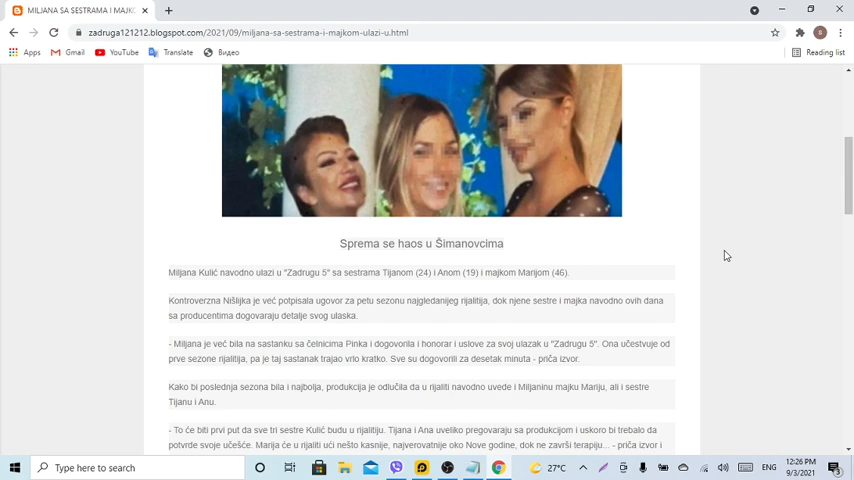 MILJANA SA SESTRAMA I MAJKO
zadruga121212.blogspot.com/2021/09/miljana-sa-sestrama-i-majkom-ulazi-u.html
Apps Gmail YouTube Translate Видео Reading list
Sprema se haos u Šimanovcima
Miljana Kulić navodno ulazi u "Zadrugu 5" sa sestrama Tijanom (24) i Anom (19) i majkom Marijom (46).
Kontroverzna Nišlijka je već potpisala ugovor za petu sezonu najgledanijeg rijalitija, dok njene sestre i majka navodno ovih dana
sa producentima dogovaraju detalje svog ulaska.
- Miljana je već bila na sastanku sa čelnicima Pinka i dogovorila i honorar i uslove za svoj ulazak u "Zadrugu 5". Ona učestvuje od
prve sezone rijalitija, pa je taj sastanak trajao vrlo kratko. Sve su dogovorili za desetak minuta - priča izvor.
Kako bi poslednja sezona bila i najbolja, produkcija je odlučila da u rijaliti navodno uvede i Miljaninu majku Mariju, ali i sestre
Tijanu i Anu.
- To će biti prvi put da sve tri sestre Kulić budu u rijalitiju. Tijana i Ana uveliko pregovaraju sa produkcijom i uskoro bi trebalo da
potvrde svoje učešće. Marija će u rijaliti ući nešto kasnije, najverovatnije oko Nove godine, dok ne završi terapiju... - priča izvor i
Type here to search
27°C
ENG
12:26 PM
9/3/2021